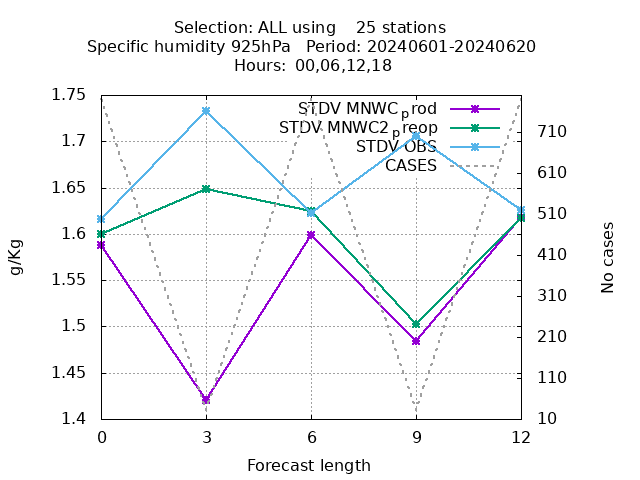 Selection: ALL using    25 stations
Specific humidity 925hPa   Period: 20240601-20240620
Hours:  00,06,12,18
STDV MNWC_prod
STDV MNWC2_preop
STDV OBS
CASES
1.75
1.7
1.65
1.6
1.55
1.5
1.45
1.4
710
610
510
410
310
210
110
10
g/Kg
No cases
0 3 6 9 12
Forecast length